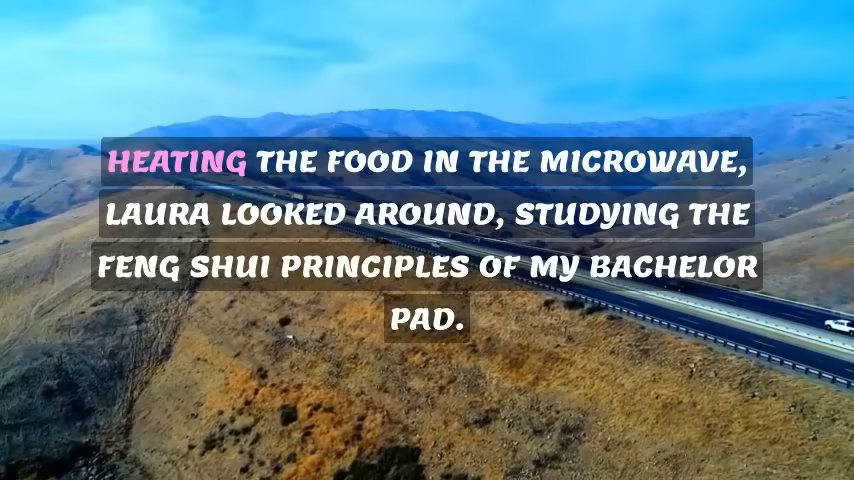 HEATING THE FOOD IN THE MICROWAVE,
LAURA LOOKED AROUND, STUDYING THE
FENG SHUI PRINCIPLES OF MY BACHELOR
PAD.